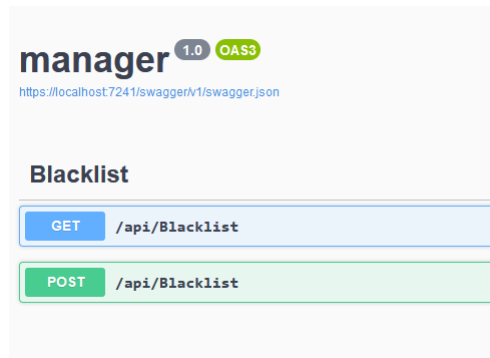 manager 1.0 OAS3
https://localhost:7241/swagger/v1/swagger.json
Blacklist
GET /api/Blacklist
POST /api/Blacklist